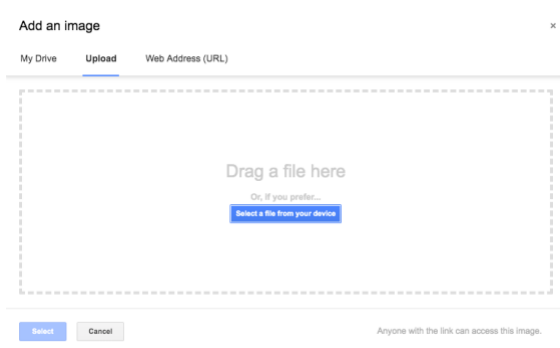 Add an image
×
My Drive Upload Web Address (URL)
Drag a file here
Or, if you prefer...
Select a file from your device
Select Cancel Anyone with the link can access this image.